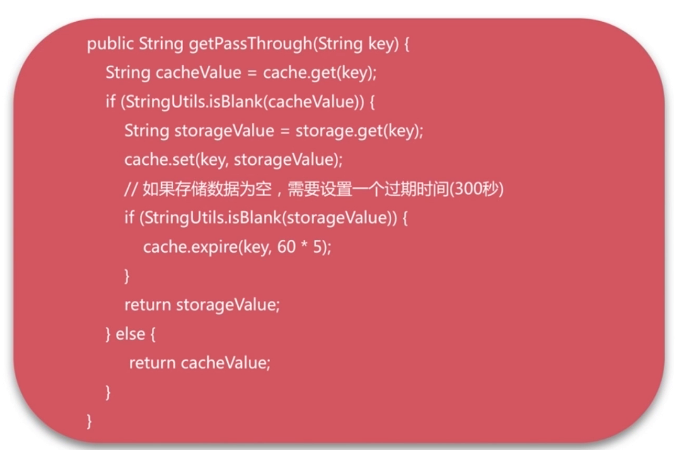 public String getPassThrough(String key) {
String cacheValue = cache.get(key);
if (StringUtils.isBlank(cacheValue)) {
String storageValue = storage.get(key);
cache.set(key, storageValue);
// 如果存储数据为空，需要设置一个过期时间(300秒)
if (StringUtils.isBlank(storageValue)) {
cache.expire(key, 60 * 5);
}
return storageValue;
} else {
return cacheValue;
}
}